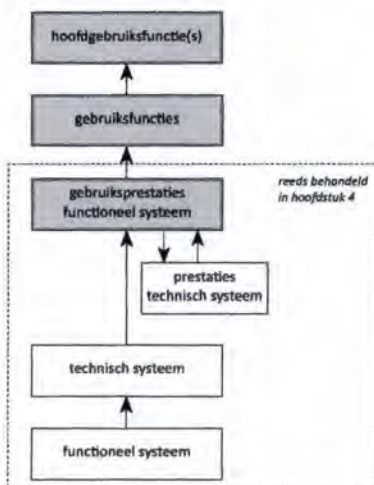 hoofdgebruiksfunctie(s)
gebruiksfuncties
gebruiksprestaties
functioneel systeem
reeds behandeld
in hoofdstuk 4
prestaties
technisch systeem
technisch systeem
functioneel systeem